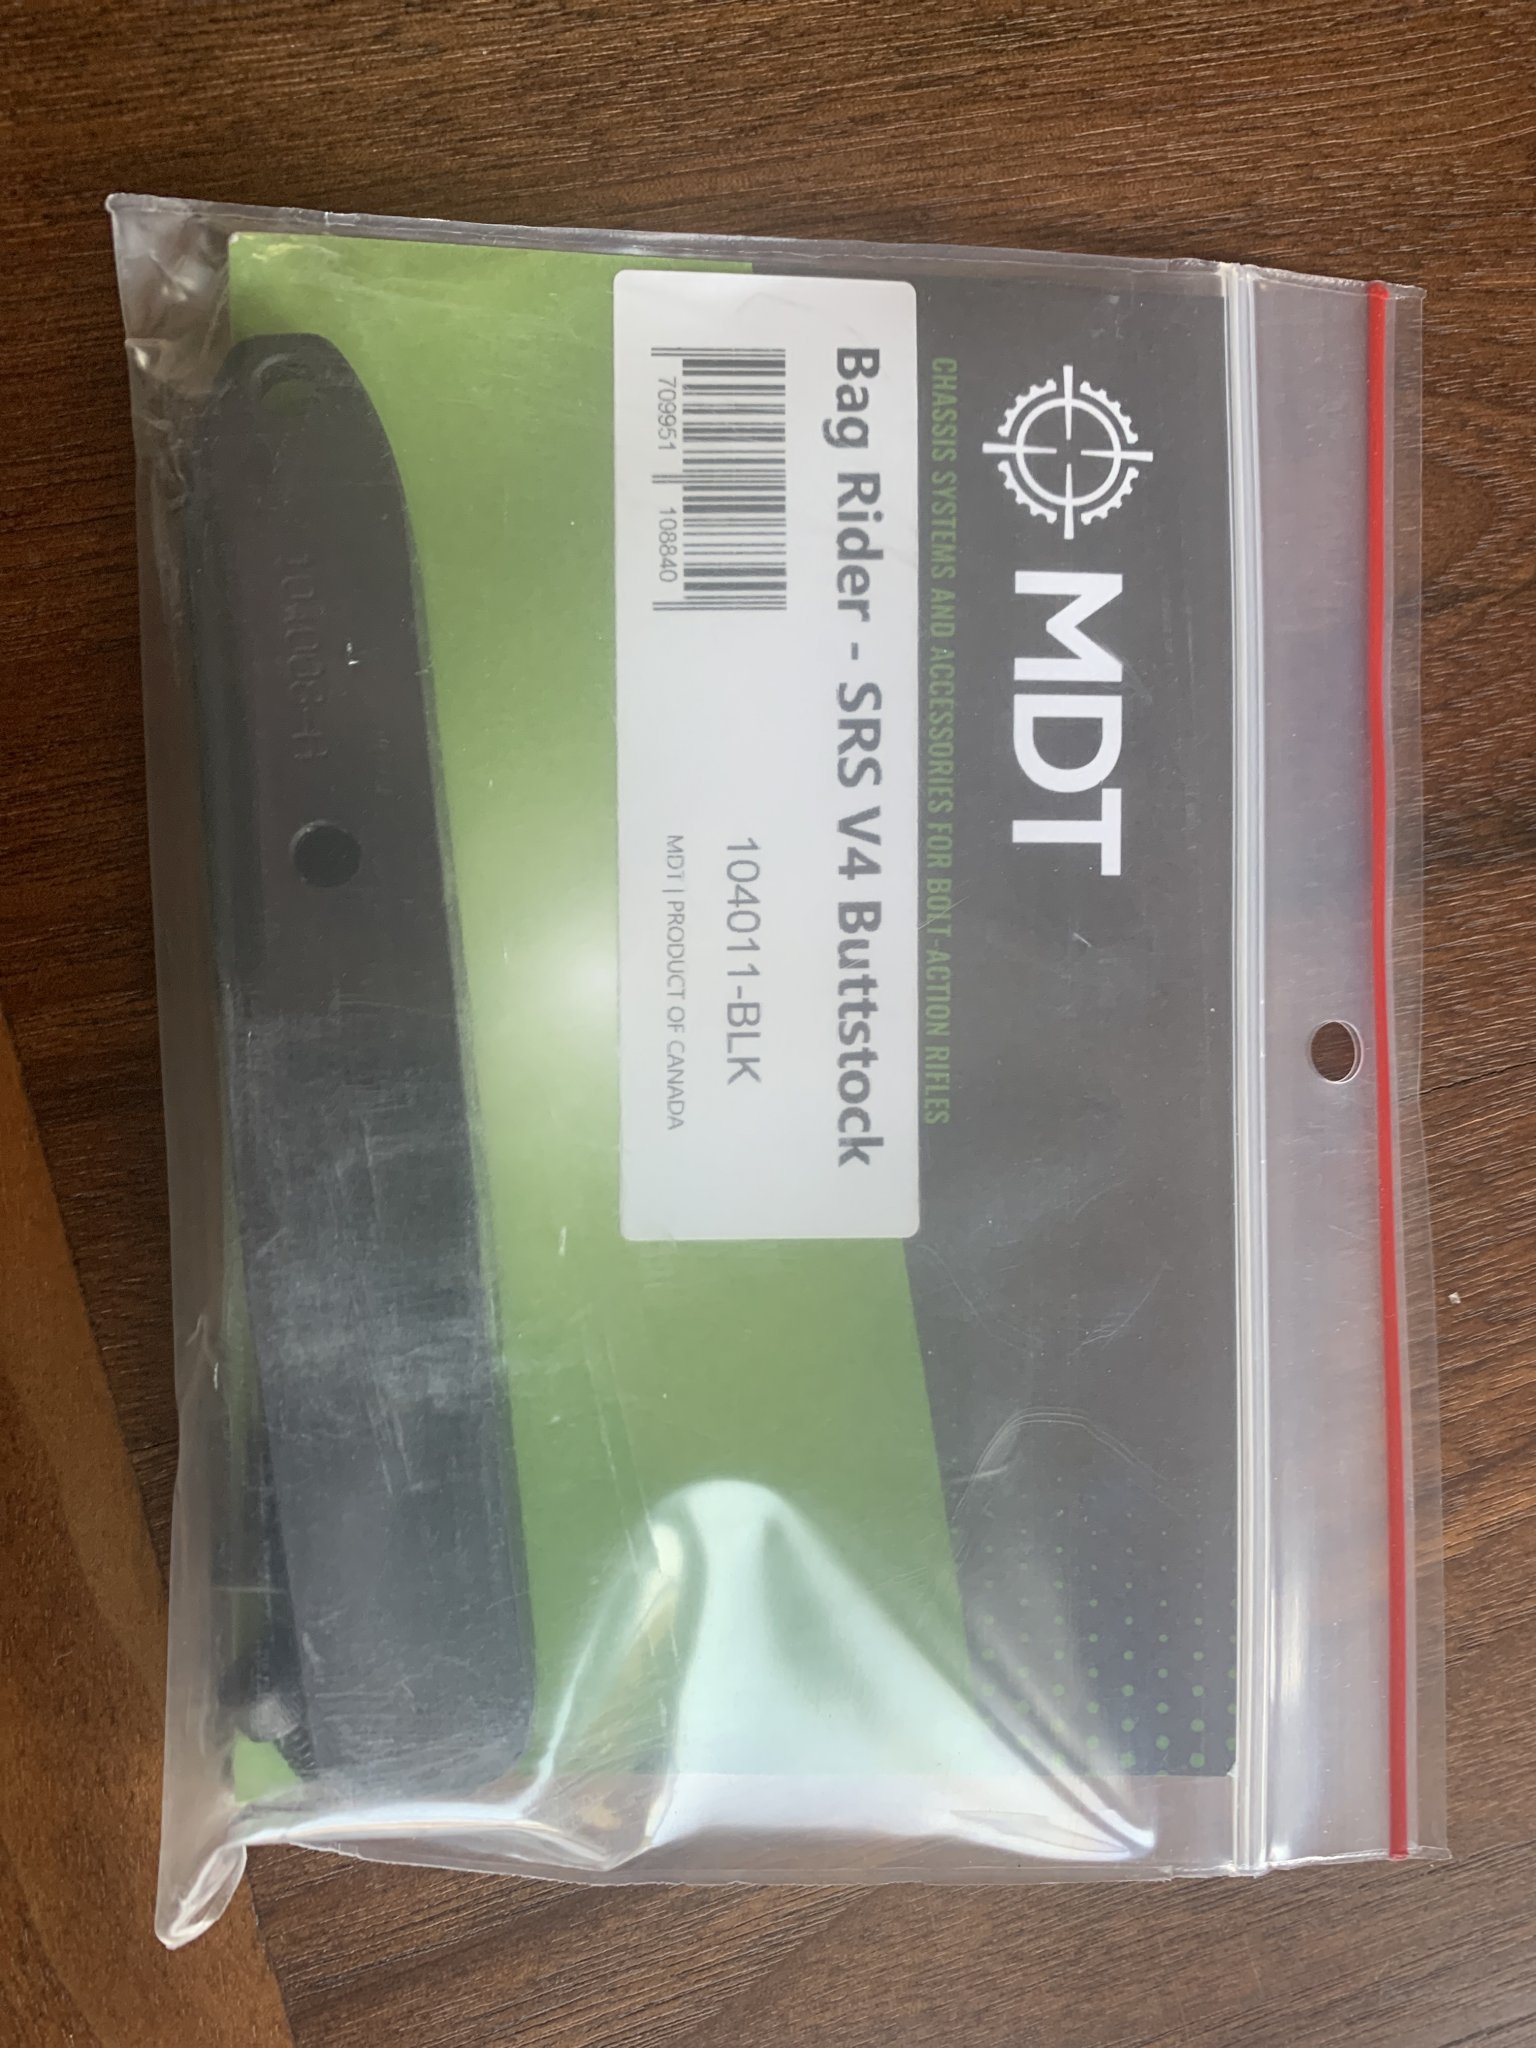 MDT
CHASSIS SYSTEMS AND ACCESSORIES FOR BOLT-ACTION RIFLES
Bag Rider - SRS V4 Buttstock
104011-BLK
709951 108840
MDT | PRODUCT OF CANADA